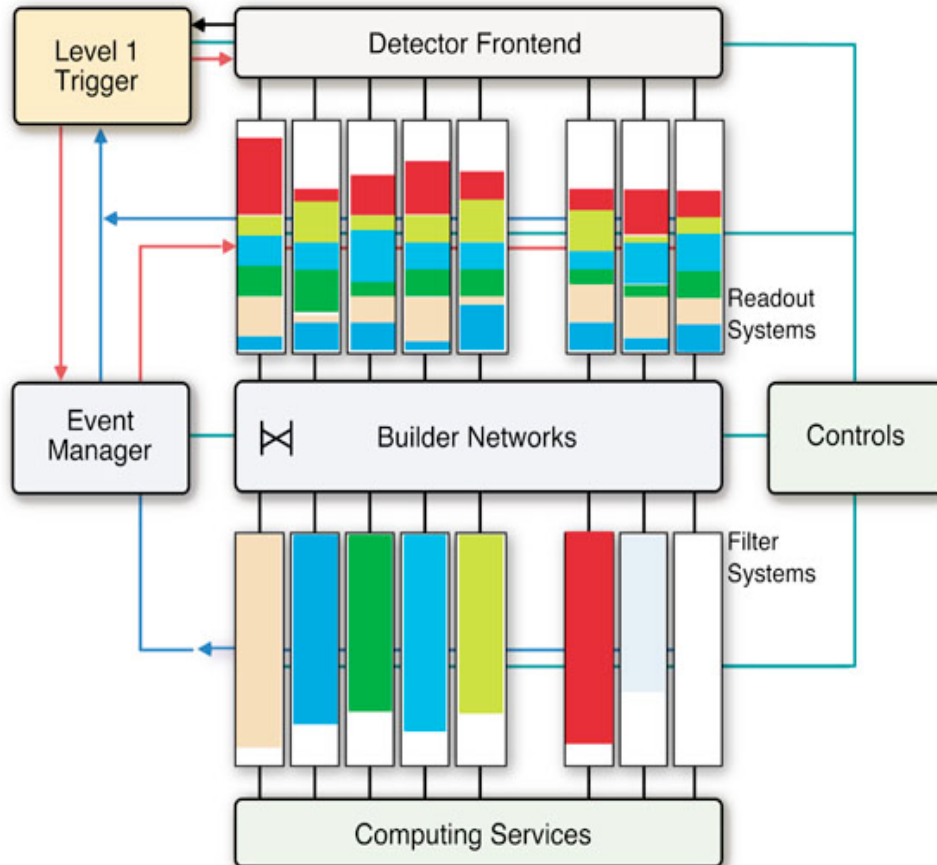 Level 1
Trigger
Detector Frontend
Readout
Systems
Event
Manager
Builder Networks
Controls
Filter
Systems
Computing Services